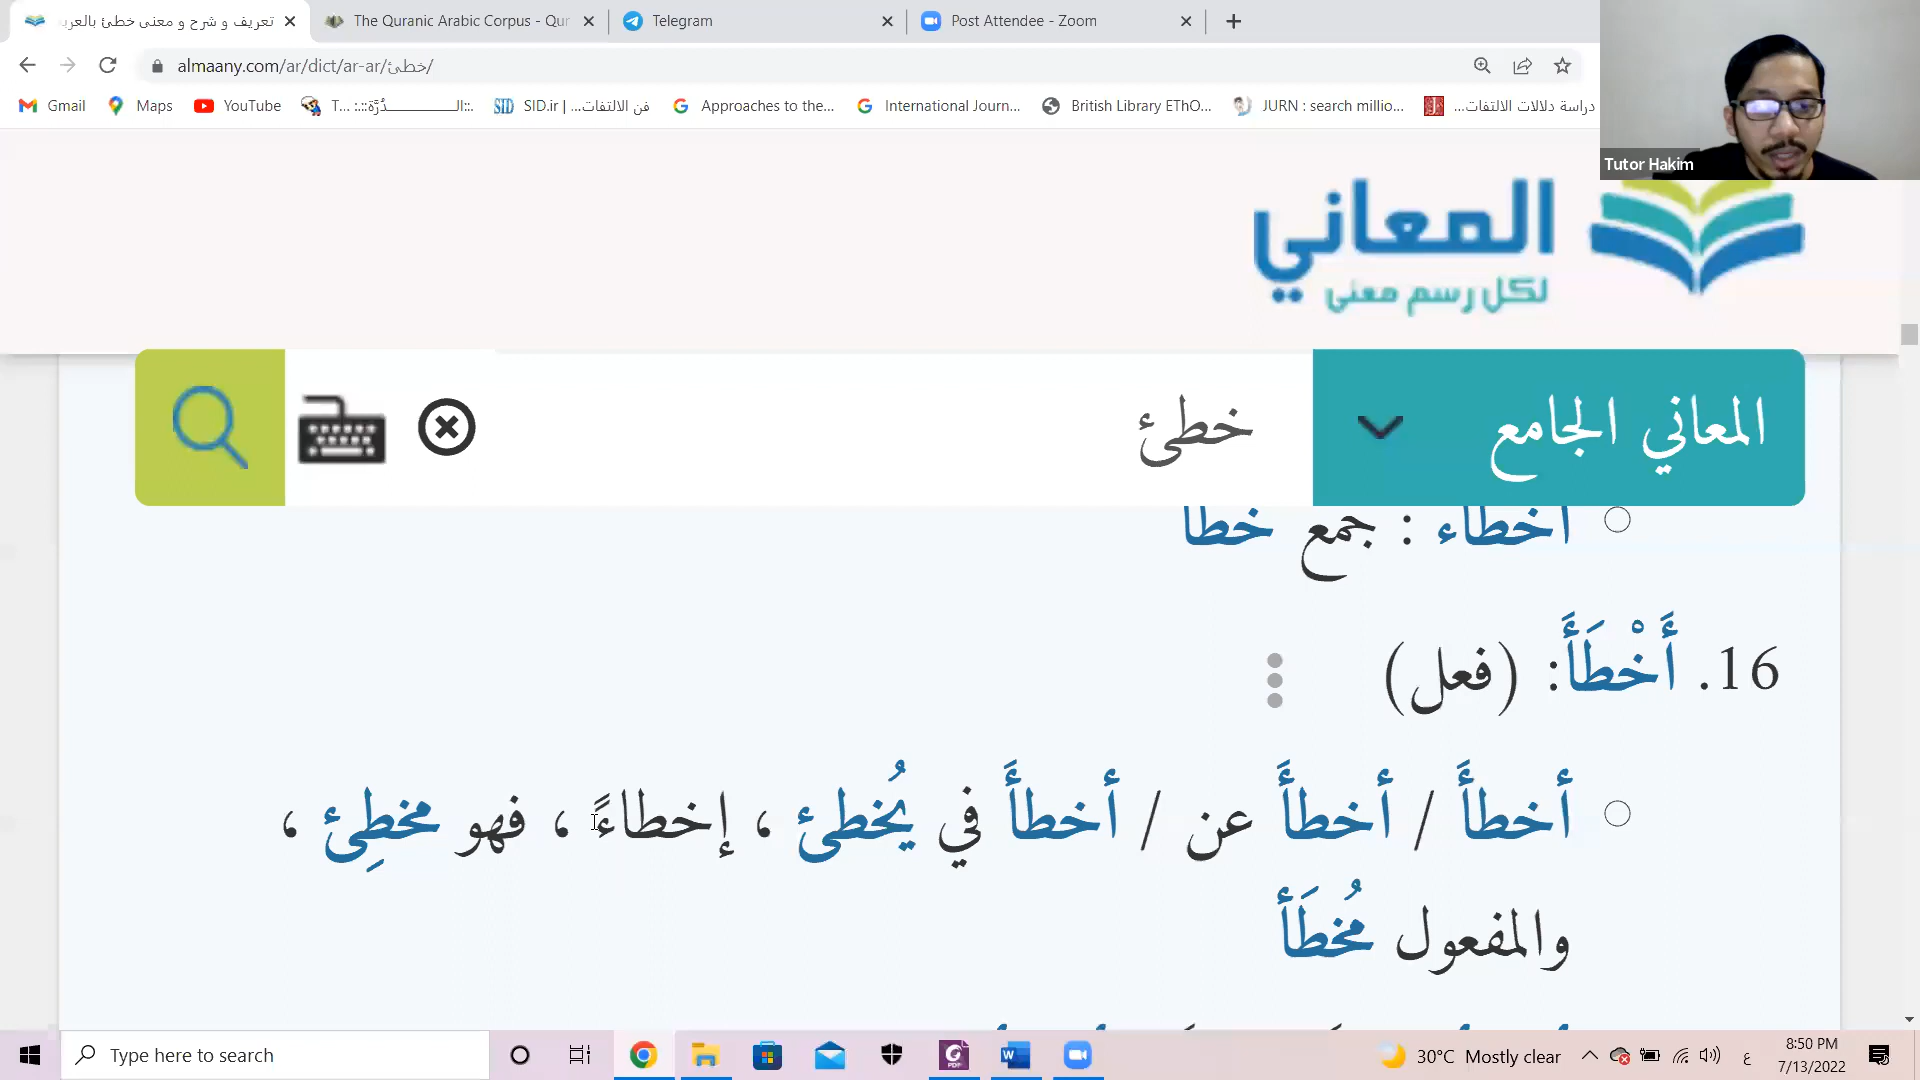 تعريف و شرح و معنى خطئ بالعربي
The Quranic Arabic Corpus - Qur
Telegram
Post Attendee - Zoom
almaany.com/ar/dict/ar-ar/خطئ/
Gmail
Maps
YouTube
T... ::.الـــــدُرَّة.::
SID.ir | فن الالتفات...
Approaches to the...
International Journ...
British Library EThO...
JURN : search millio...
دراسة دلالات الالتفات...
Tutor Hakim
المعاني
لكل رسم معنى
المعاني الجامع
خطئ
أخطاء : جمع خطأ
16. أَخْطَأَ: (فعل)
أخطأَ / أخطأَ عن / أخطأَ في يُخطئ ، إخطاءً ، فهو مخطِئ ،
والمفعول مُخطَأ
Type here to search
30°C Mostly clear
ع
8:50 PM
7/13/2022